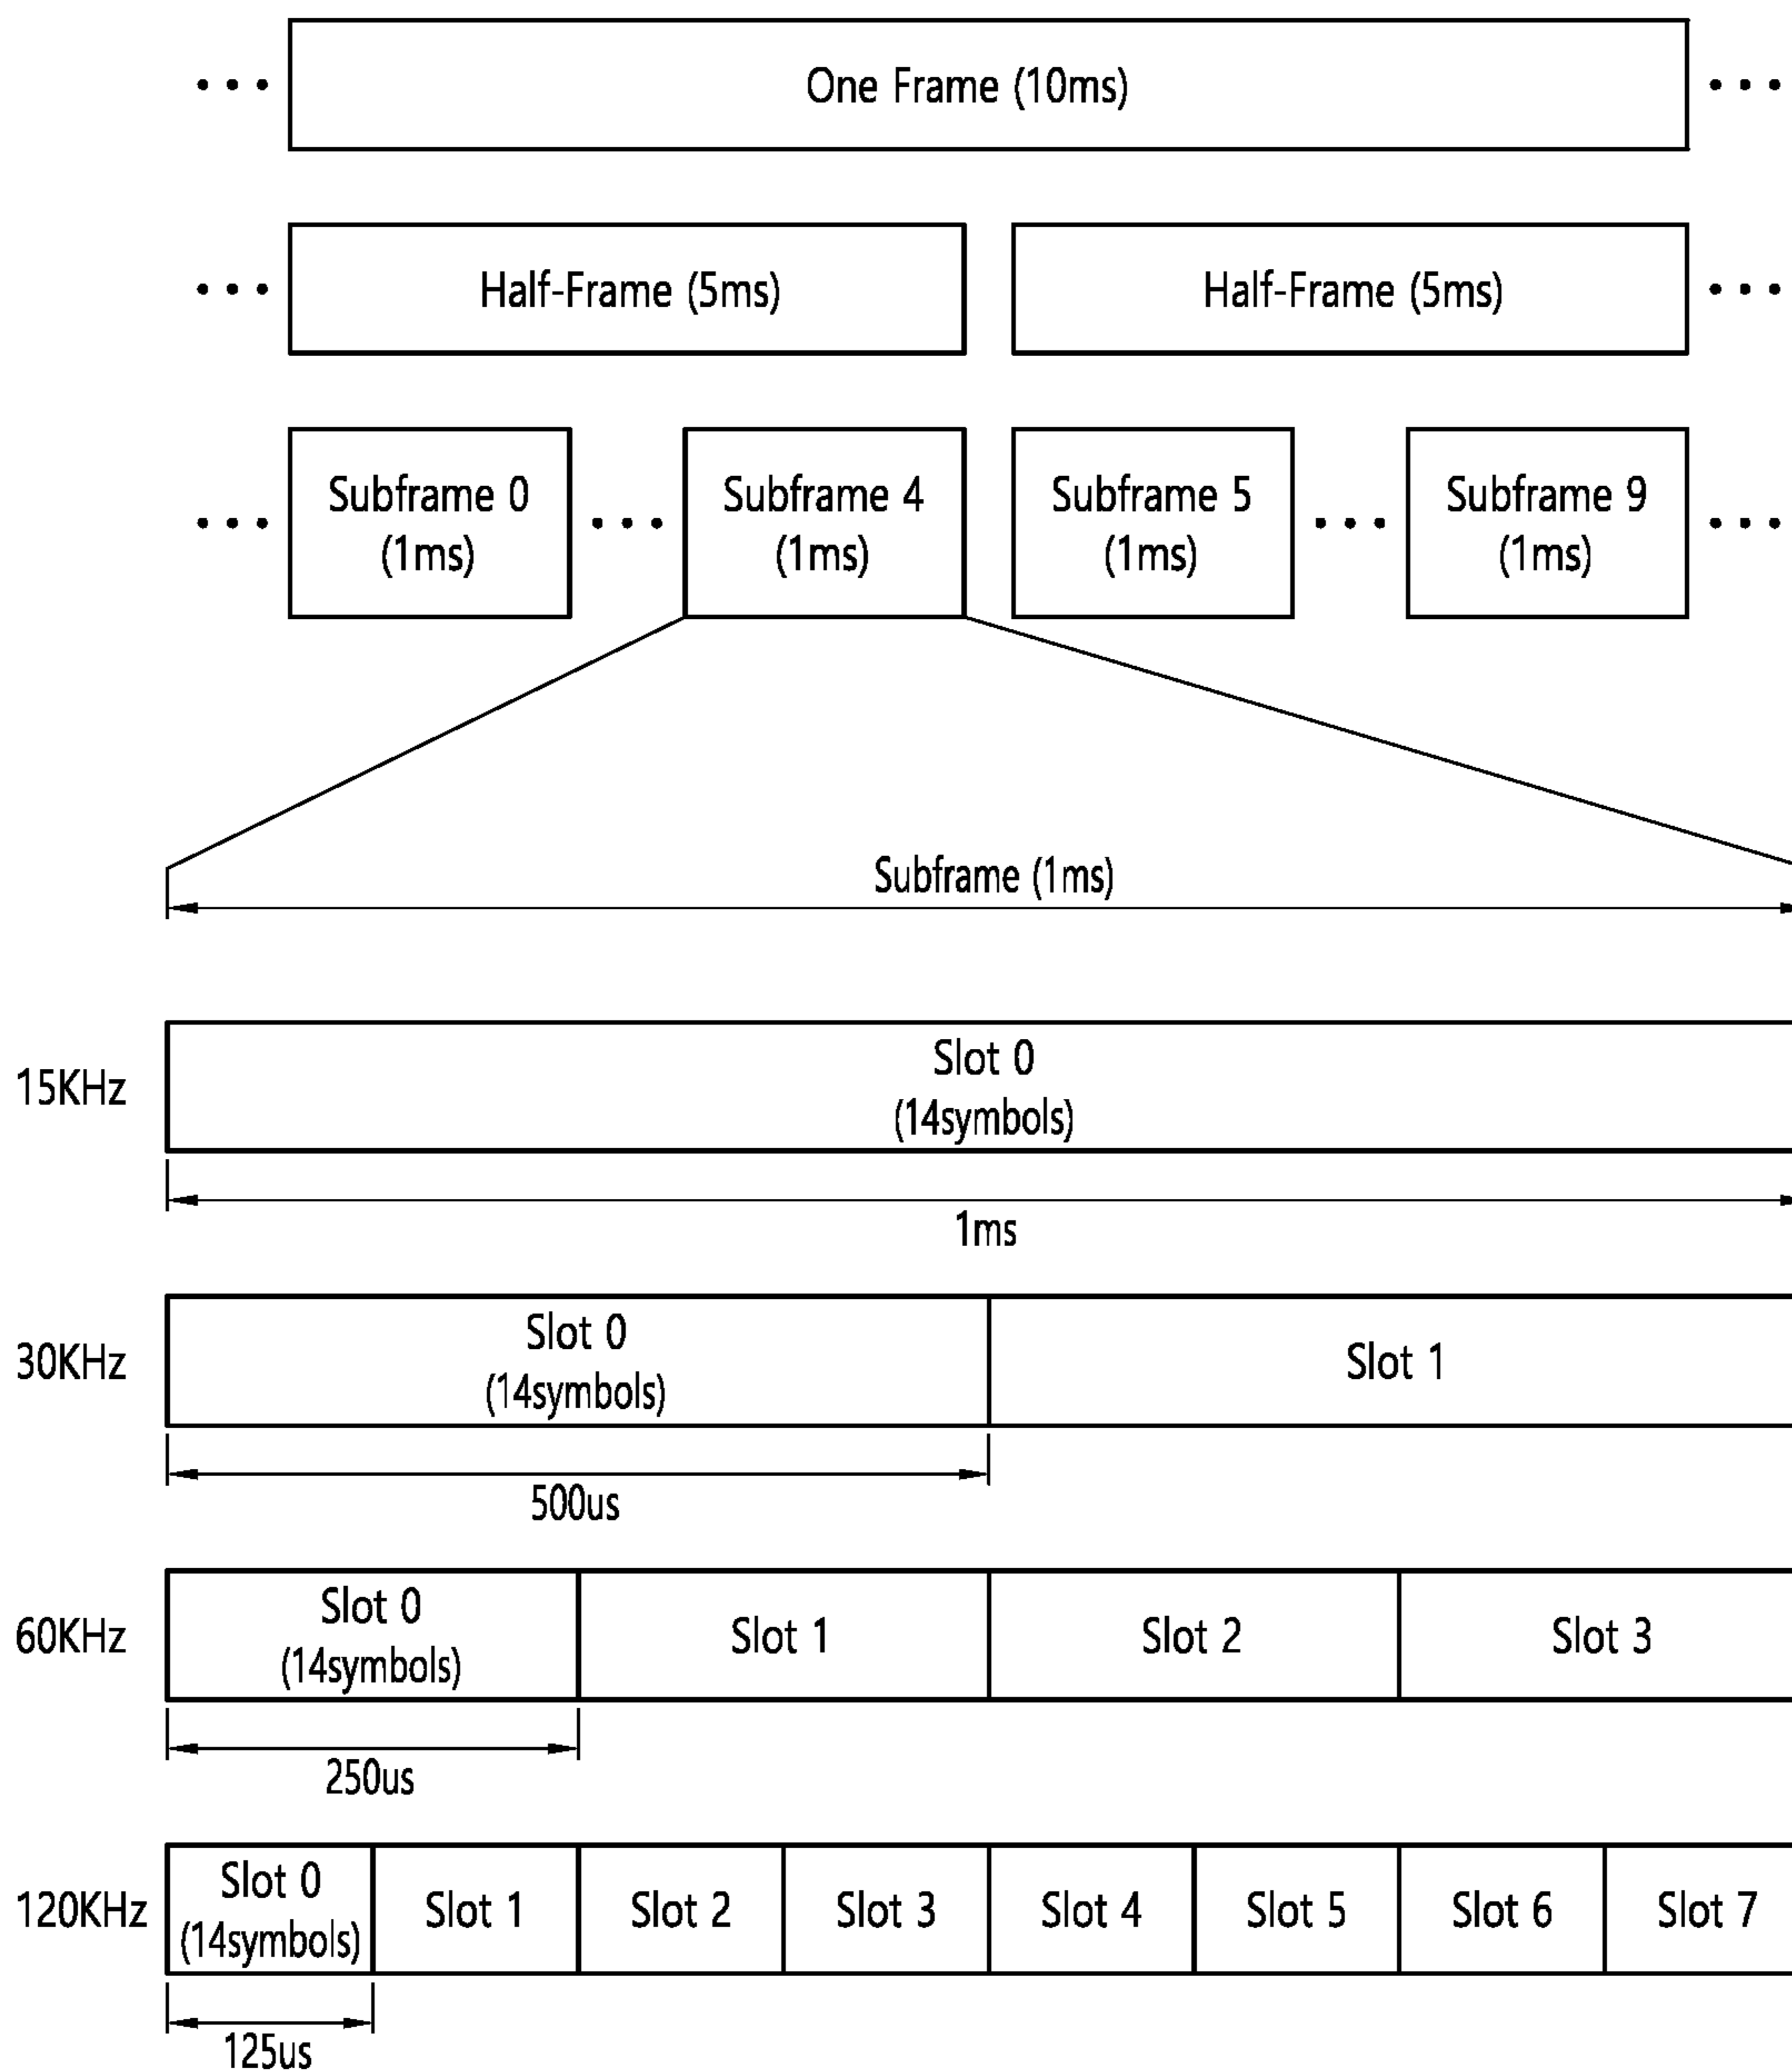 One Frame (10ms)
Half-Frame (5ms) Half-Frame (5ms)
Subframe 0 Subframe 4 Subframe 5 Subframe 9
(1ms) (1ms) (1ms) (1ms)
Subframe (1ms)
15KHz
Slot 0
(14symbols)
1ms
30KHz
Slot 0
(14symbols)
Slot 1
500us
60KHz
Slot 0
(14symbols)
Slot 1
Slot 2
Slot 3
250us
120KHz
Slot 0
(14symbols)
Slot 1
Slot 2
Slot 3
Slot 4
Slot 5
Slot 6
Slot 7
125us